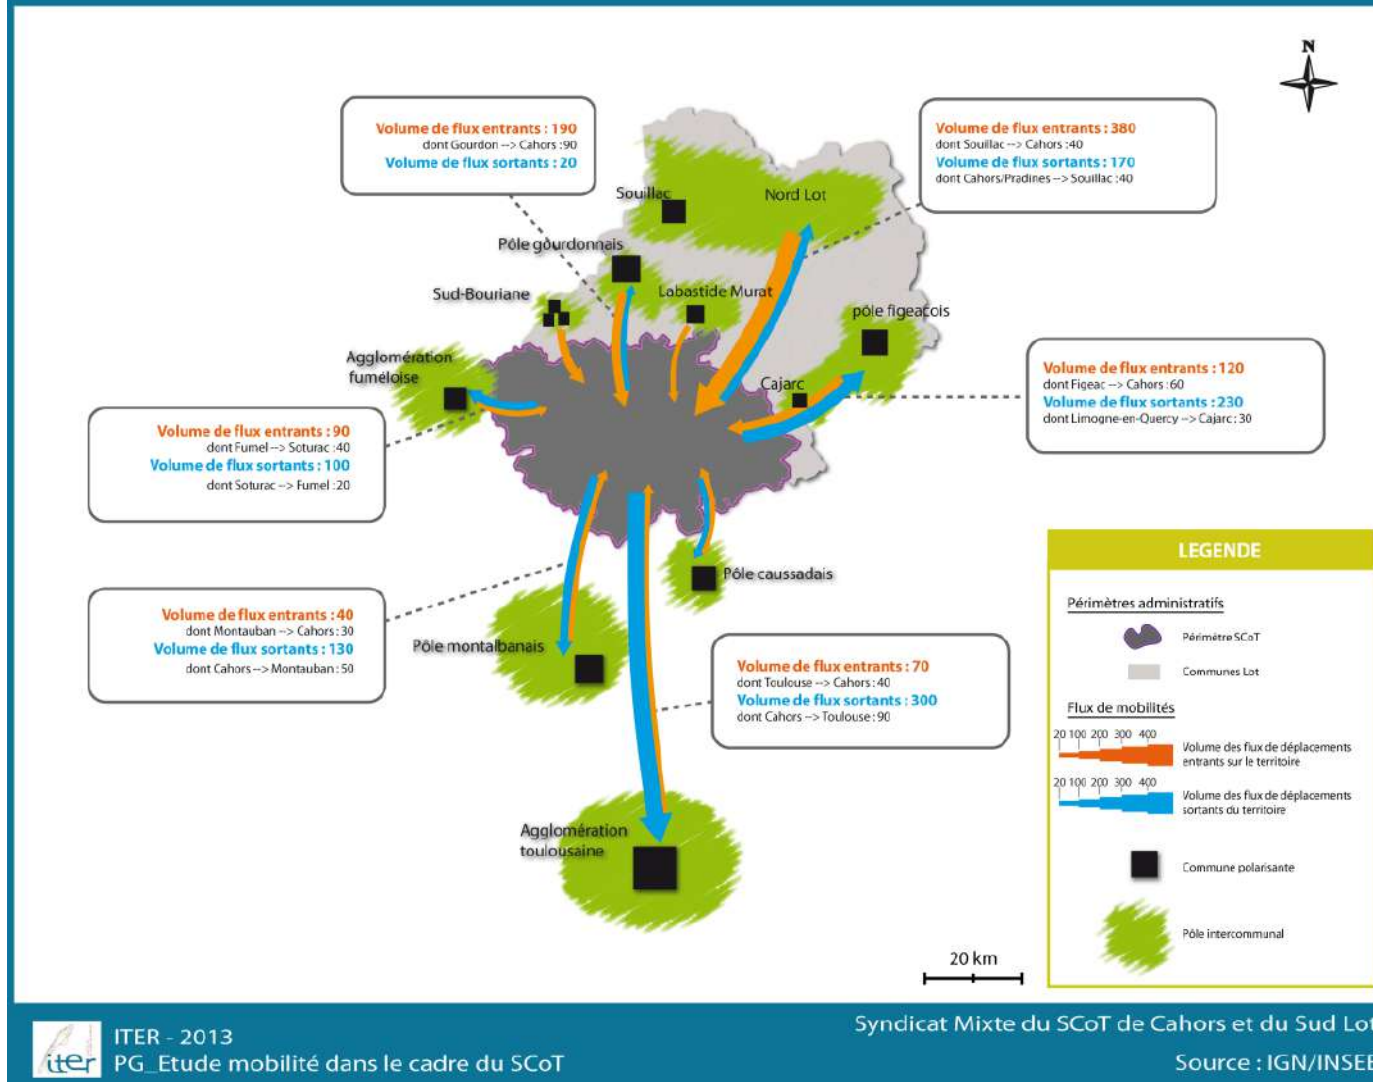 N
Volume de flux entrants : 190
dont Gourdon --> Cahors :90
Volume de flux sortants : 20
Volume de flux entrants : 380
dont Souillac --> Cahors :40
Volume de flux sortants : 170
dont Cahors/Pradines --> Souillac :40
Souillac
Nord Lot
Pôle gourdonnais
Sud-Bouriane
Labastide Murat
pôle figeacois
Agglomération
fuméloise
Cajarc
Volume de flux entrants : 120
dont Figeac --> Cahors :60
Volume de flux sortants : 230
dont Limogne-en-Quercy --> Cajarc : 30
Volume de flux entrants : 90
dont Fumel --> Soturac :40
Volume de flux sortants : 100
dont Soturac --> Fumel :20
Pôle caussadais
Volume de flux entrants : 40
dont Montauban --> Cahors :30
Volume de flux sortants : 130
dont Cahors --> Montauban : 50
Pôle montalbanais
Volume de flux entrants : 70
dont Toulouse --> Cahors : 40
Volume de flux sortants : 300
dont Cahors --> Toulouse : 90
Agglomération
toulousaine
LEGENDE
Périmètres administratifs
Périmètre SCoT
Communes Lot
Flux de mobilités
20 100 200 300 400
Volume des flux de déplacements
entrants sur le territoire
20 100 200 300 400
Volume des flux de déplacements
sortants du territoire
Commune polarisante
Pôle intercommunal
20 km
iter
ITER - 2013
PG_Etude mobilité dans le cadre du SCoT
Syndicat Mixte du SCoT de Cahors et du Sud Lot
Source : IGN/INSEE